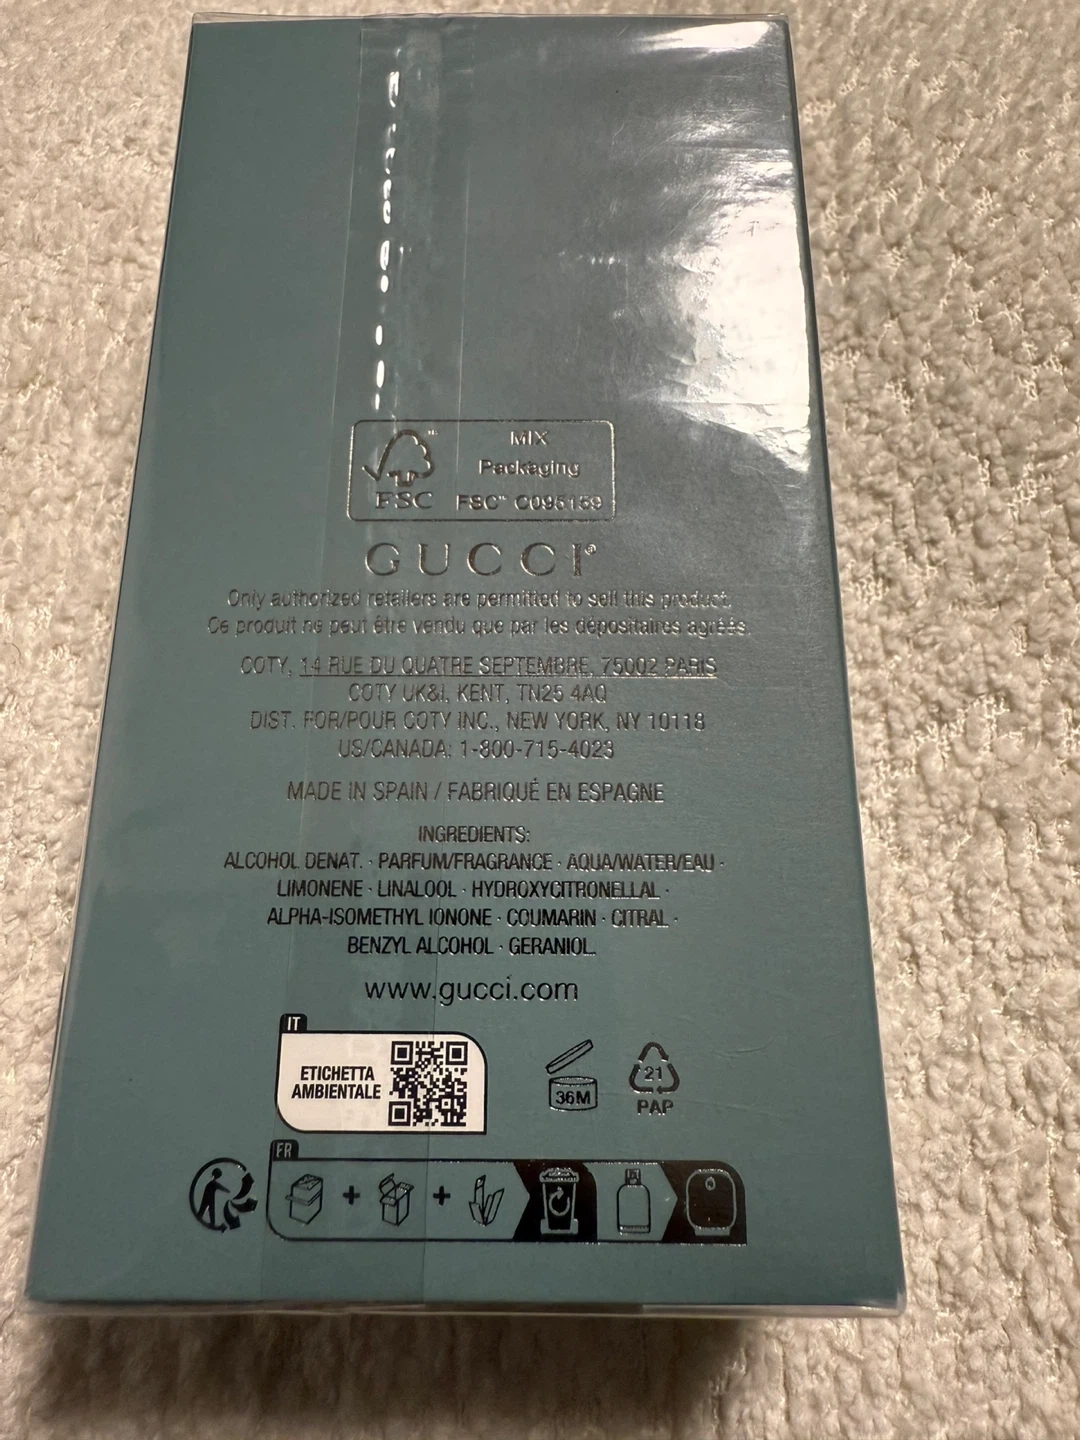 MIX
Packaging
FSC™ C095159
FSC
GUCCI®
Only authorized retailers are permitted to sell this product.
Ce produit ne peut être vendu que par les dépositaires agréés.
COTY, 14 RUE DU QUATRE SEPTEMBRE, 75002 PARIS
COTY UK&I, KENT, TN25 4AQ
DIST. FOR/POUR COTY INC., NEW YORK, NY 10118
US/CANADA: 1-800-715-4023
MADE IN SPAIN / FABRIQUÉ EN ESPAGNE
INGREDIENTS:
ALCOHOL DENAT. · PARFUM/FRAGRANCE · AQUA/WATER/EAU ·
LIMONENE · LINALOOL · HYDROXYCITRONELLAL ·
ALPHA-ISOMETHYL IONONE · COUMARIN · CITRAL ·
BENZYL ALCOHOL · GERANIOL.
www.gucci.com
IT
ETICHETTA
AMBIENTALE
36M
21
PAP
FR